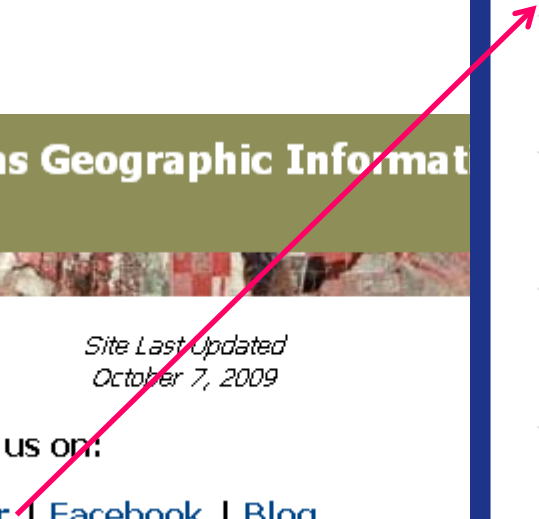 s Geographic Informat
Site Last Updated
October 7, 2009
us on:
r | Facebook | Blog